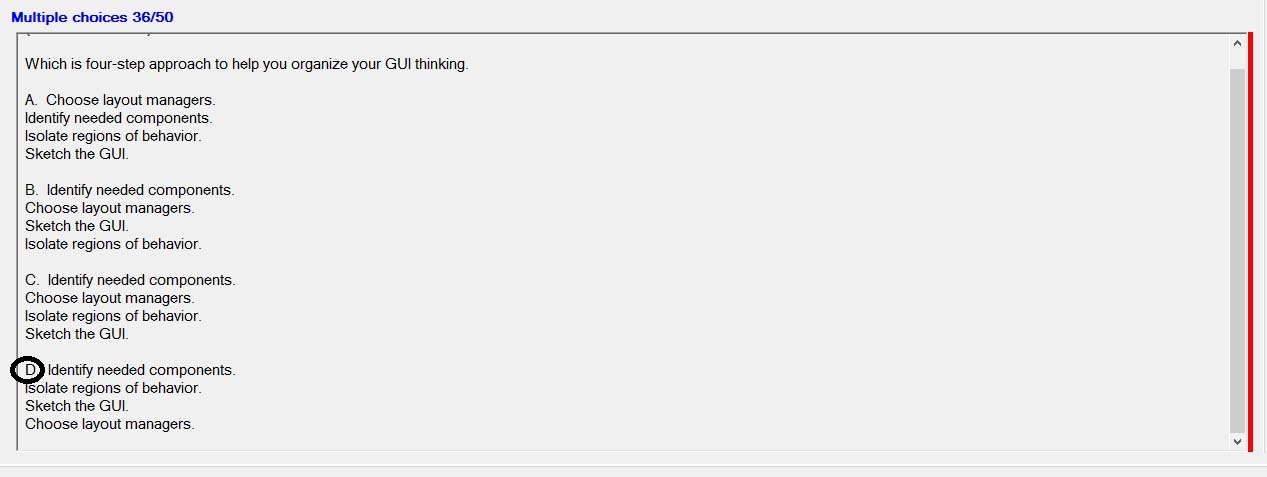 Multiple choices 36/50
Which is four-step approach to help you organize your GUI thinking.
A. Choose layout managers.
Identify needed components.
Isolate regions of behavior.
Sketch the GUI.
B. Identify needed components.
Choose layout managers.
Sketch the GUI.
Isolate regions of behavior.
C. Identify needed components.
Choose layout managers.
Isolate regions of behavior.
Sketch the GUI.
D. Identify needed components.
Isolate regions of behavior.
Sketch the GUI.
Choose layout managers.